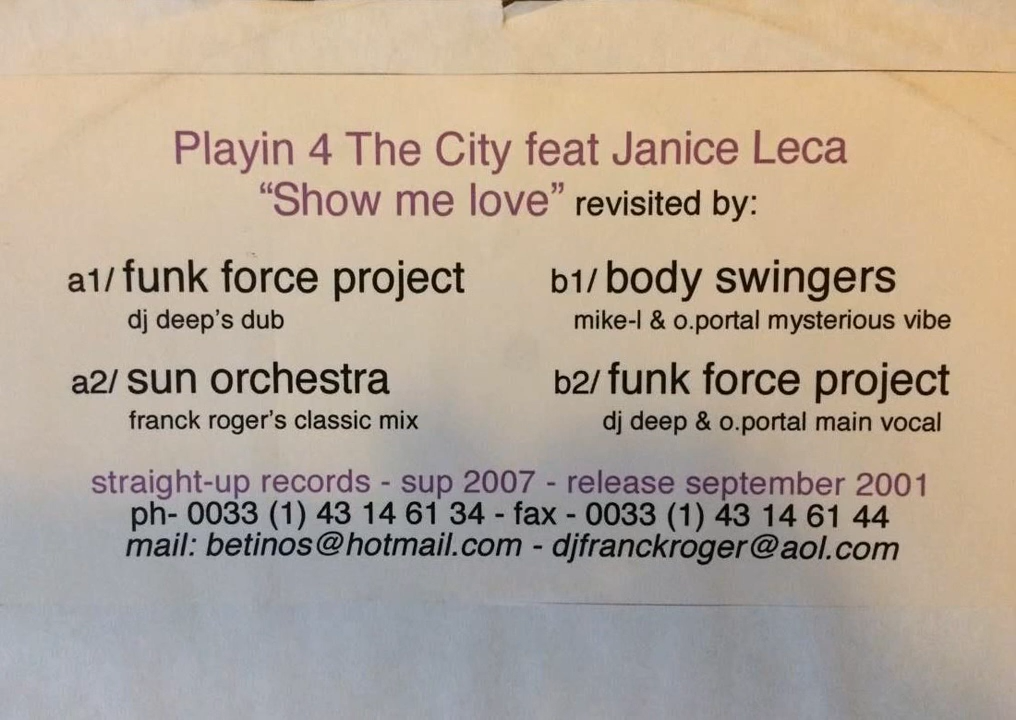 Playin 4 The City feat Janice Leca
“Show me love” revisited by:
a1/ funk force project
dj deep’s dub
a2/ sun orchestra
franck roger’s classic mix
b1/ body swingers
mike-l & o.portal mysterious vibe
b2/ funk force project
dj deep & o.portal main vocal
straight-up records - sup 2007 - release september 2001
ph- 0033 (1) 43 14 61 34 - fax - 0033 (1) 43 14 61 44
mail: betinos@hotmail.com - djfranckroger@aol.com